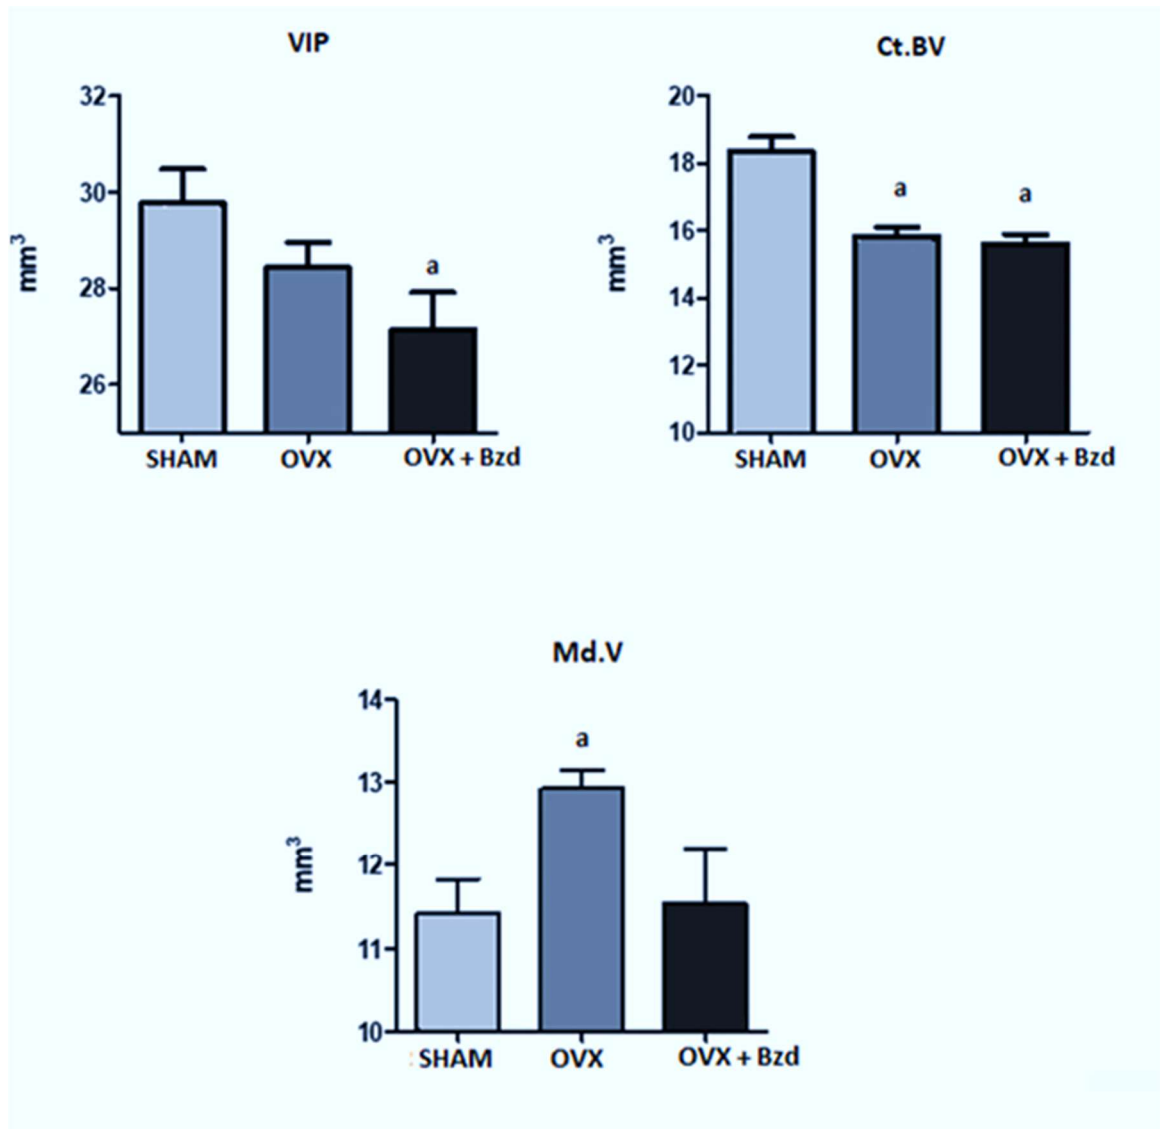 VIP
32
30
28
26
mm³
a
SHAM OVX OVX + Bzd
Ct.BV
20
18
16
14
12
10
mm³
a a
SHAM OVX OVX + Bzd
Md.V
14
13
12
11
10
mm³
a
SHAM OVX OVX + Bzd